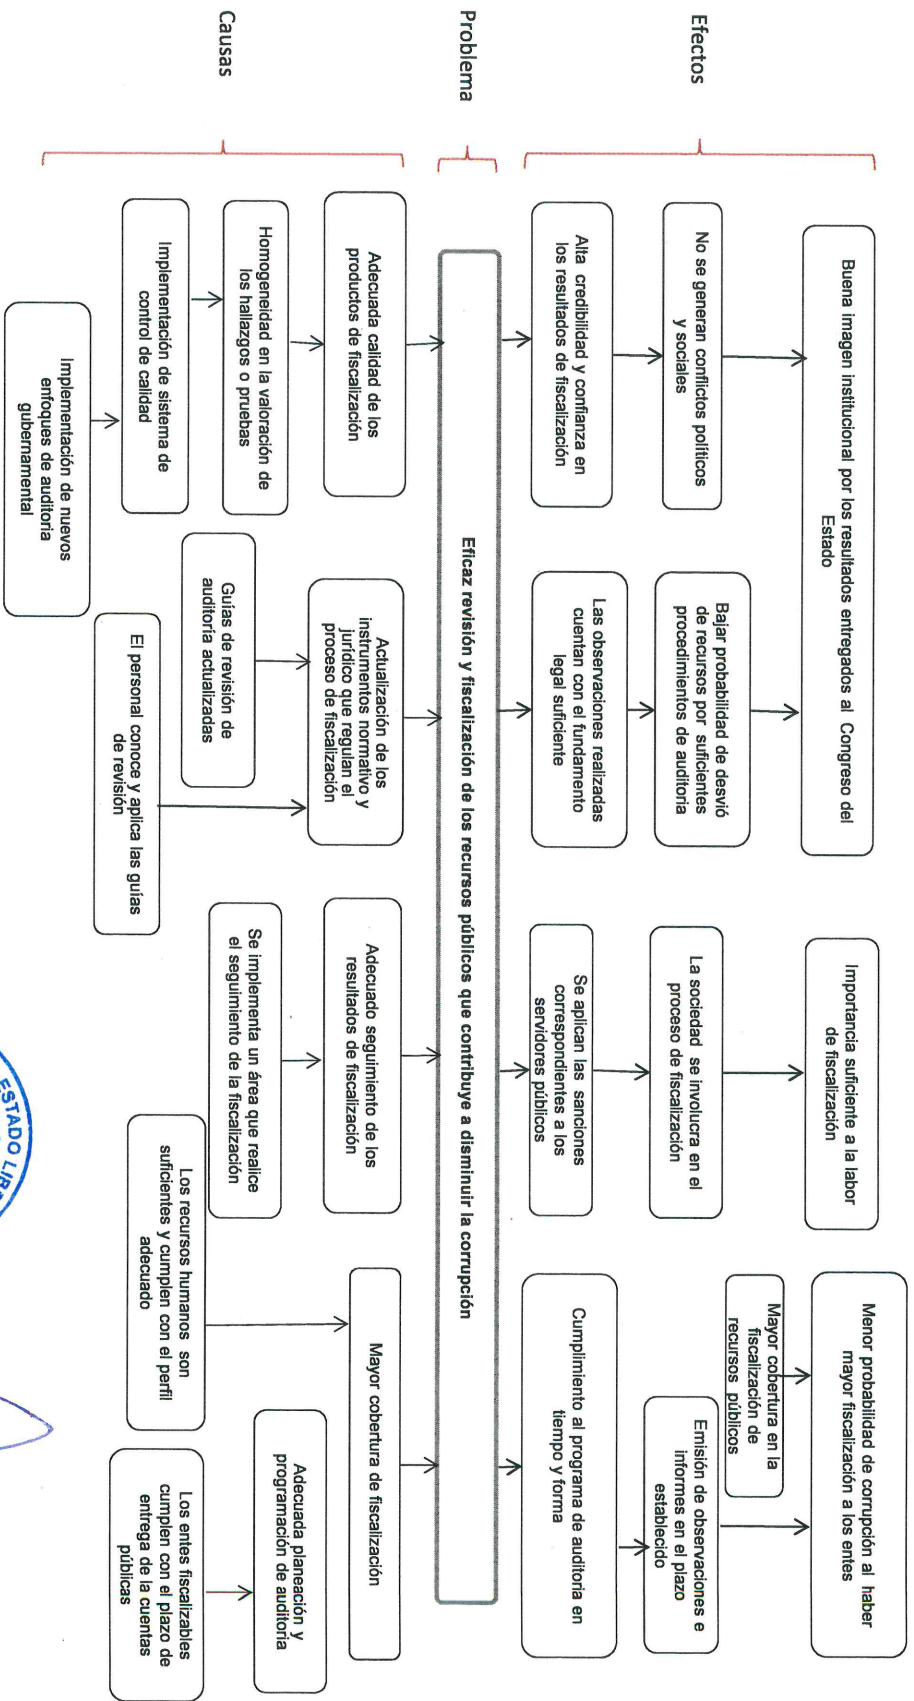 Efectos
Buena imagen institucional por los resultados entregados al Congreso del
Estado
Importancia suficiente a la labor
de fiscalización
Menor probabilidad de corrupción al haber
mayor fiscalización a los entes
No se generan conflictos políticos
y sociales
Bajar probabilidad de desvió
de recursos por suficientes
procedimientos de auditoria
La sociedad se involucra en el
proceso de fiscalización
Mayor cobertura en la
fiscalización de
recursos públicos
Emisión de observaciones e
informes en el plazo
establecido
Alta credibilidad y confianza en
los resultados de fiscalización
Las observaciones realizadas
cuentan con el fundamento
legal suficiente
Se aplican las sanciones
correspondientes a los
servidores públicos
Cumplimiento al programa de auditoria en
tiempo y forma
Problema
Eficaz revisión y fiscalización de los recursos públicos que contribuye a disminuir la corrupción
Causas
Adecuada calidad de los
productos de fiscalización
Actualización de los
instrumentos normativo y
jurídico que regulan el
proceso de fiscalización
Adecuado seguimiento de los
resultados de fiscalización
Mayor cobertura de fiscalización
Homogeneidad en la valoración de
los hallazgos o pruebas
Guías de revisión de
auditoría actualizadas
Se implementa un área que realice
el seguimiento de la fiscalización
Adecuada planeación y
programación de auditoria
Implementación de sistema de
control de calidad
El personal conoce y aplica las guías
de revisión
Los recursos humanos son
suficientes y cumplen con el perfil
adecuado
Los entes fiscalizables
cumplen con el plazo de
entrega de la cuentas
públicas
Implementación de nuevos
enfoques de auditoria
gubernamental
ESTADO